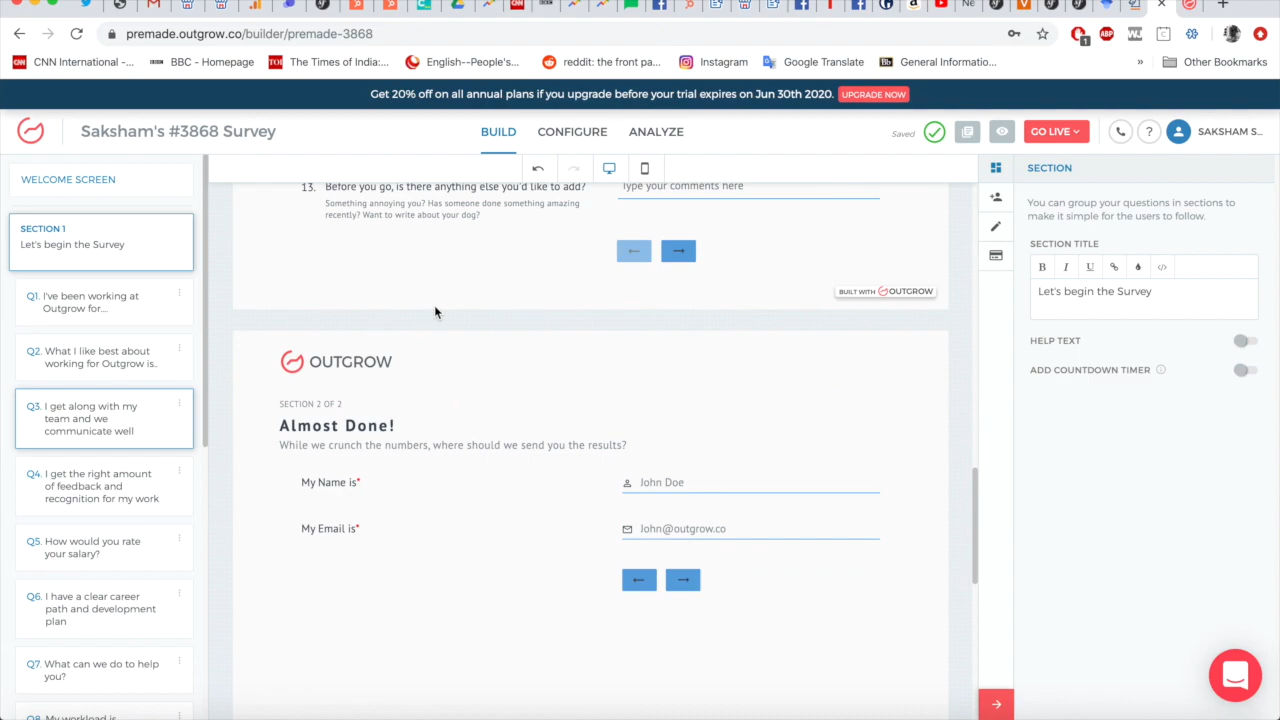 premade.outgrow.co/builder/premade-3868
1
CNN International -...
BBC - Homepage
The Times of India:...
English--People's...
reddit: the front pa...
Instagram
Google Translate
General Informatio...
»
Other Bookmarks
Get 20% off on all annual plans if you upgrade before your trial expires on Jun 30th 2020.
UPGRADE NOW
Saksham's #3868 Survey
BUILD
CONFIGURE
ANALYZE
Saved
GO LIVE
?
SAKSHAM S...
WELCOME SCREEN
SECTION 1
Let's begin the Survey
Q1. I've been working at
Outgrow for...
Q2. What I like best about
working for Outgrow is..
Q3. I get along with my
team and we
communicate well
Q4. I get the right amount
of feedback and
recognition for my work
Q5. How would you rate
your salary?
Q6. I have a clear career
path and development
plan
Q7. What can we do to help
you?
Q8. My workload is
13. Before you go, is there anything else you'd like to add?
Something annoying you? Has someone done something amazing
recently? Want to write about your dog?
Type your comments here
← →
BUILT WITH OUTGROW
OUTGROW
SECTION 2 OF 2
Almost Done!
While we crunch the numbers, where should we send you the results?
My Name is*
John Doe
My Email is*
John@outgrow.co
← →
SECTION
You can group your questions in sections to
make it simple for the users to follow.
SECTION TITLE
B I U </>
Let's begin the Survey
HELP TEXT
ADD COUNTDOWN TIMER